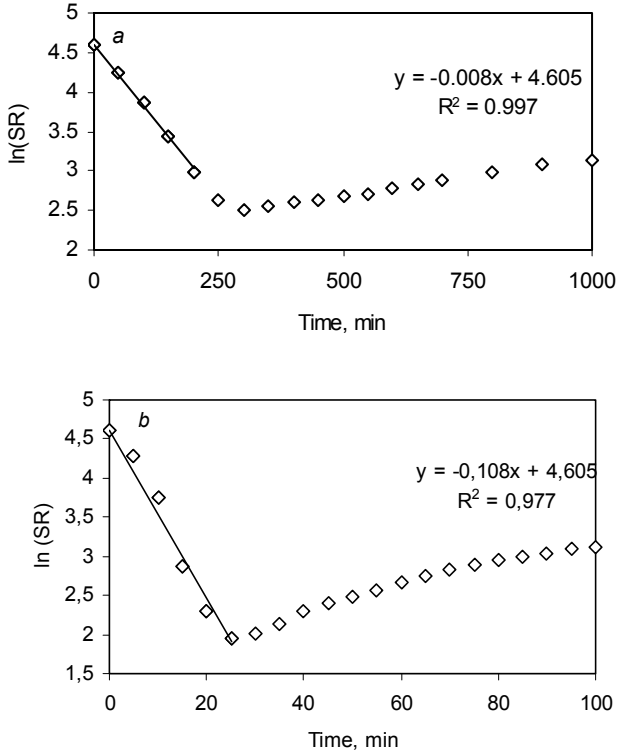 5
a
4.5
4
y = -0.008x + 4.605
R² = 0.997
3.5
ln(SR)
3
2.5
2
0 250 500 750 1000
Time, min
5
b
4,5
4
y = -0,108x + 4,605
R² = 0,977
3,5
ln (SR)
3
2,5
2
1,5
0 20 40 60 80 100
Time, min